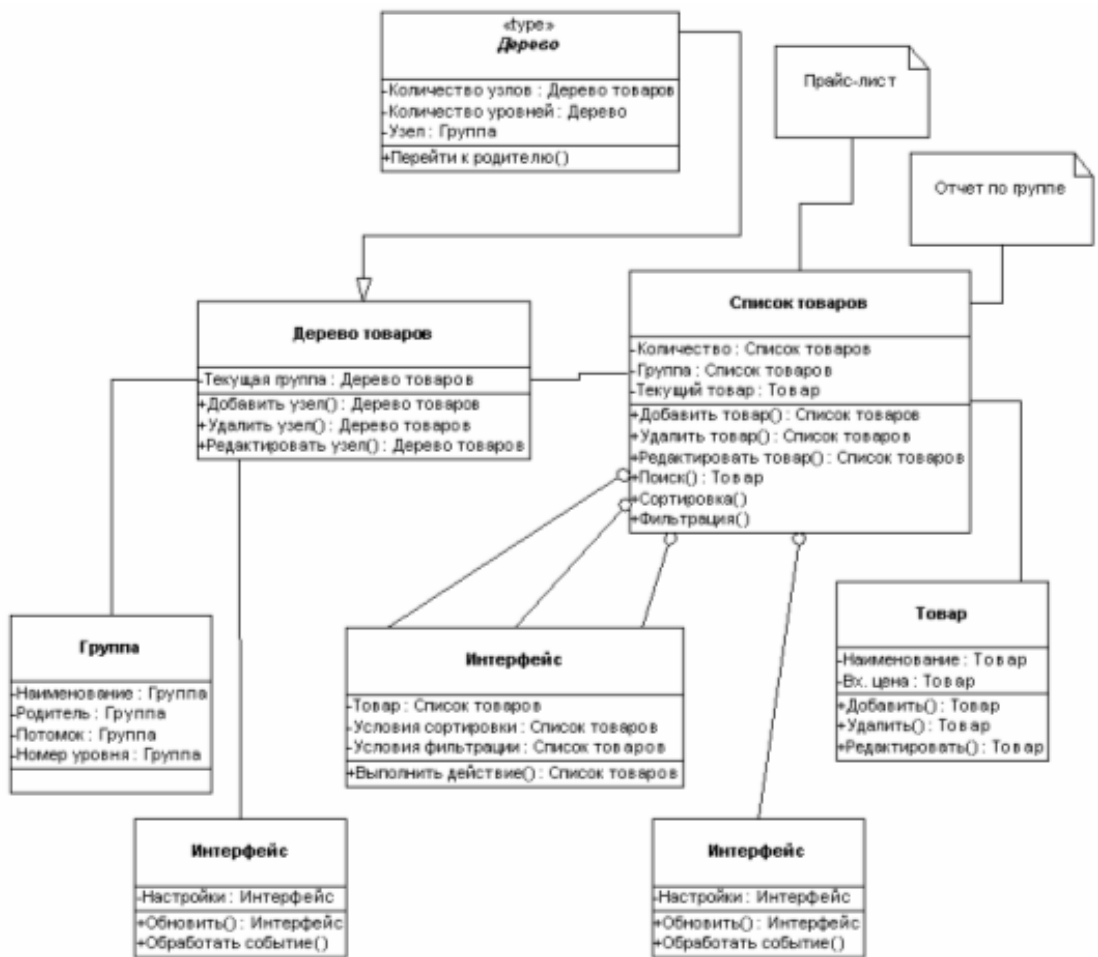 «type»
Дерево
-Количество узлов : Дерево товаров
-Количество уровней : Дерево
-Узел : Группа
+Перейти к родителю()
Прайс-лист
Отчет по группе
Дерево товаров
-Текущая группа : Дерево товаров
+Добавить узел() : Дерево товаров
+Удалить узел() : Дерево товаров
+Редактировать узел() : Дерево товаров
Список товаров
-Количество : Список товаров
-Группа : Список товаров
-Текущий товар : Товар
+Добавить товар() : Список товаров
+Удалить товар() : Список товаров
+Редактировать товар() : Список товаров
+Поиск() : Товар
+Сортировка()
+Фильтрация()
Группа
-Наименование : Группа
-Родитель : Группа
-Потомок : Группа
-Номер уровня : Группа
Интерфейс
-Товар : Список товаров
-Условия сортировки : Список товаров
-Условия фильтрации : Список товаров
+Выполнить действие() : Список товаров
Товар
-Наименование : Товар
-Вх. цена : Товар
+Добавить() : Товар
+Удалить() : Товар
+Редактировать() : Товар
Интерфейс
-Настройки : Интерфейс
+Обновить() : Интерфейс
+Обработать событие()
Интерфейс
-Настройки : Интерфейс
+Обновить() : Интерфейс
+Обработать событие()